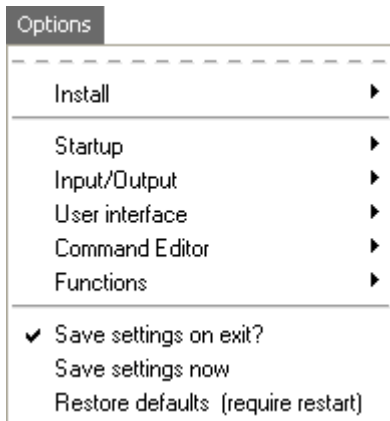 Options
Install
Startup
Input/Output
User interface
Command Editor
Functions
Save settings on exit?
Save settings now
Restore defaults (require restart)